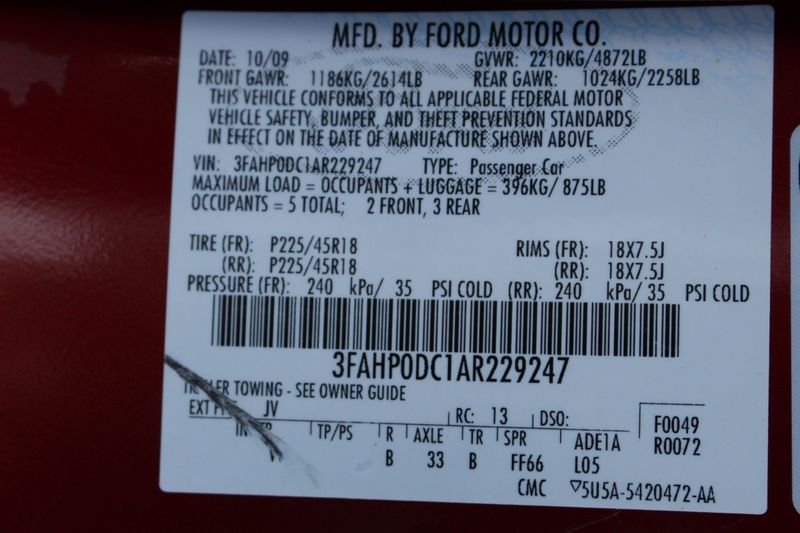 MFD. BY FORD MOTOR CO.
DATE: 10/09 GVWR: 2210KG/4872LB
FRONT GAWR: 1186KG/2614LB REAR GAWR: 1024KG/2258LB
THIS VEHICLE CONFORMS TO ALL APPLICABLE FEDERAL MOTOR
VEHICLE SAFETY, BUMPER, AND THEFT PREVENTION STANDARDS
IN EFFECT ON THE DATE OF MANUFACTURE SHOWN ABOVE.
VIN: 3FAHP0DC1AR229247 TYPE: Passenger Car
MAXIMUM LOAD = OCCUPANTS + LUGGAGE = 396KG/ 875LB
OCCUPANTS = 5 TOTAL; 2 FRONT, 3 REAR
TIRE (FR): P225/45R18 RIMS (FR): 18X7.5J
(RR): P225/45R18 (RR): 18X7.5J
PRESSURE (FR): 240 kPa/ 35 PSI COLD (RR): 240 kPa/ 35 PSI COLD
3FAHP0DC1AR229247
TRAILER TOWING - SEE OWNER GUIDE
EXT JV RC: 13 DSO: F0049
TP/PS R AXLE TR SPR ADE1A R0072
B 33 B FF66 L05
CMC ▽5U5A-5420472-AA